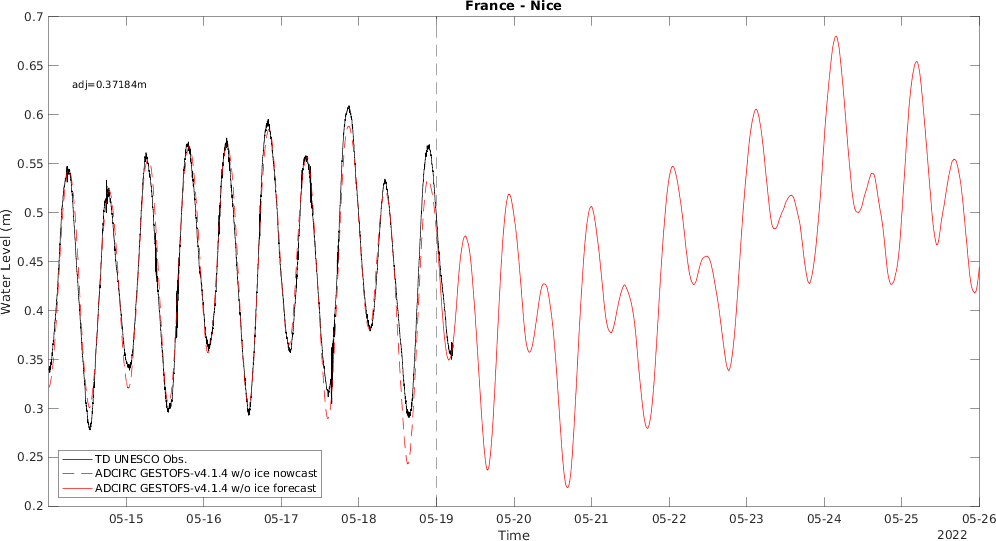 France - Nice
0.7
0.65
0.6
0.55
0.5
0.45
0.4
0.35
0.3
0.25
0.2
Water Level (m)
adj=0.37184m
TD UNESCO Obs.
ADCIRC GESTOFS-v4.1.4 w/o ice nowcast
ADCIRC GESTOFS-v4.1.4 w/o ice forecast
05-15 05-16 05-17 05-18 05-19 05-20 05-21 05-22 05-23 05-24 05-25 05-26
Time
2022